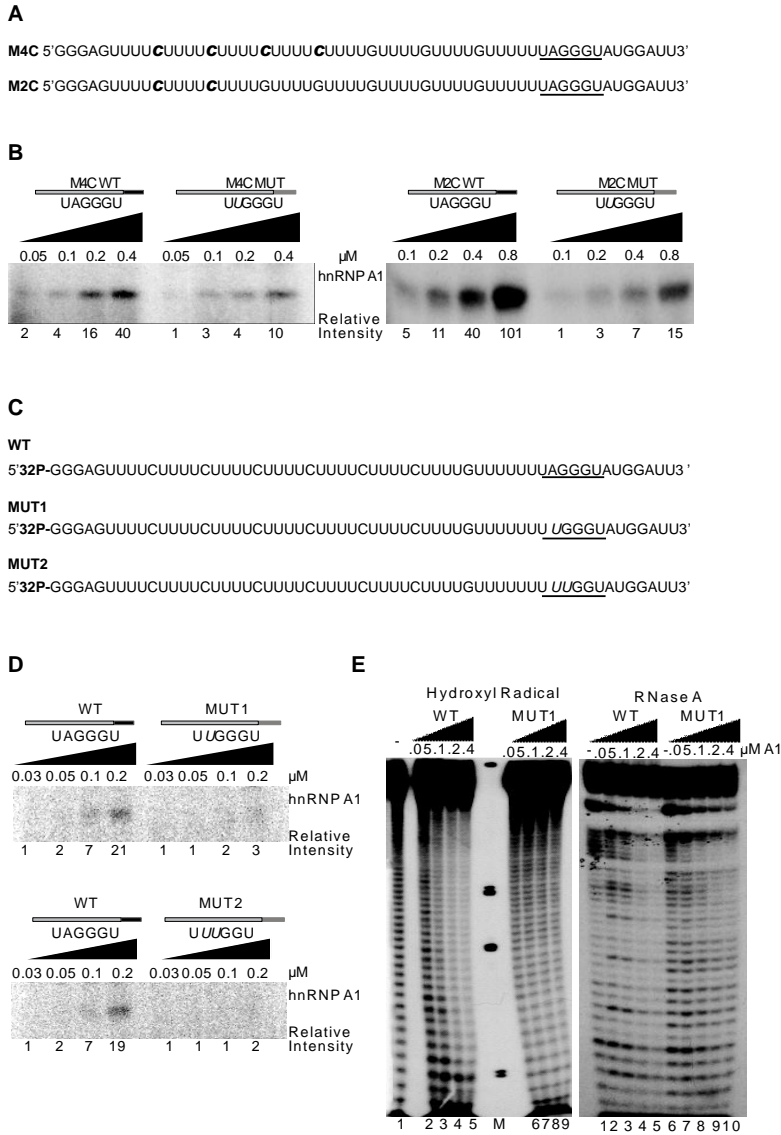 A
M4C 5'GGGAGUUUUCUUUUCUUUUCUUUUCUUUUGUUUUGUUUUGUUUUUUAGGGUAUGGAUU3'
M2C 5'GGGAGUUUUCUUUUCUUUUGUUUUGUUUUGUUUUGUUUUGUUUUUUAGGGUAUGGAUU3'
B
M4C WT M4C MUT M2C WT M2C MUT
UAGGGU UUGGGU UAGGGU UUGGGU
0.05 0.1 0.2 0.4 0.05 0.1 0.2 0.4 µM 0.1 0.2 0.4 0.8 0.1 0.2 0.4 0.8
hnRNP A1
Relative
2 4 16 40 1 3 4 10 Intensity 5 11 40 101 1 3 7 15
C
WT
5'32P-GGGAGUUUUCUUUUCUUUUCUUUUCUUUUCUUUUCUUUUGUUUUUUUAGGGUAUGGAUU3'
MUT1
5'32P-GGGAGUUUUCUUUUCUUUUCUUUUCUUUUCUUUUCUUUUGUUUUUUUUGGGUAUGGAUU3'
MUT2
5'32P-GGGAGUUUUCUUUUCUUUUCUUUUCUUUUCUUUUCUUUUGUUUUUUUUUGGUAUGGAUU3'
D
WT MUT1
UAGGGU UUGGGU
0.03 0.05 0.1 0.2 0.03 0.05 0.1 0.2 µM
hnRNP A1
Relative
1 2 7 21 1 1 2 3 Intensity
WT MUT2
UAGGGU UUUGGU
0.03 0.05 0.1 0.2 0.03 0.05 0.1 0.2 µM
hnRNP A1
Relative
1 2 7 19 1 1 1 2 Intensity
E
Hydroxyl Radical RNase A
WT MUT1 WT MUT1
- .05.1.2.4 .05.1.2.4 -.05.1.2.4 -.05.1.2.4 µM A1
1 2 3 4 5 M 6 7 8 9 1 2 3 4 5 6 7 8 9 10